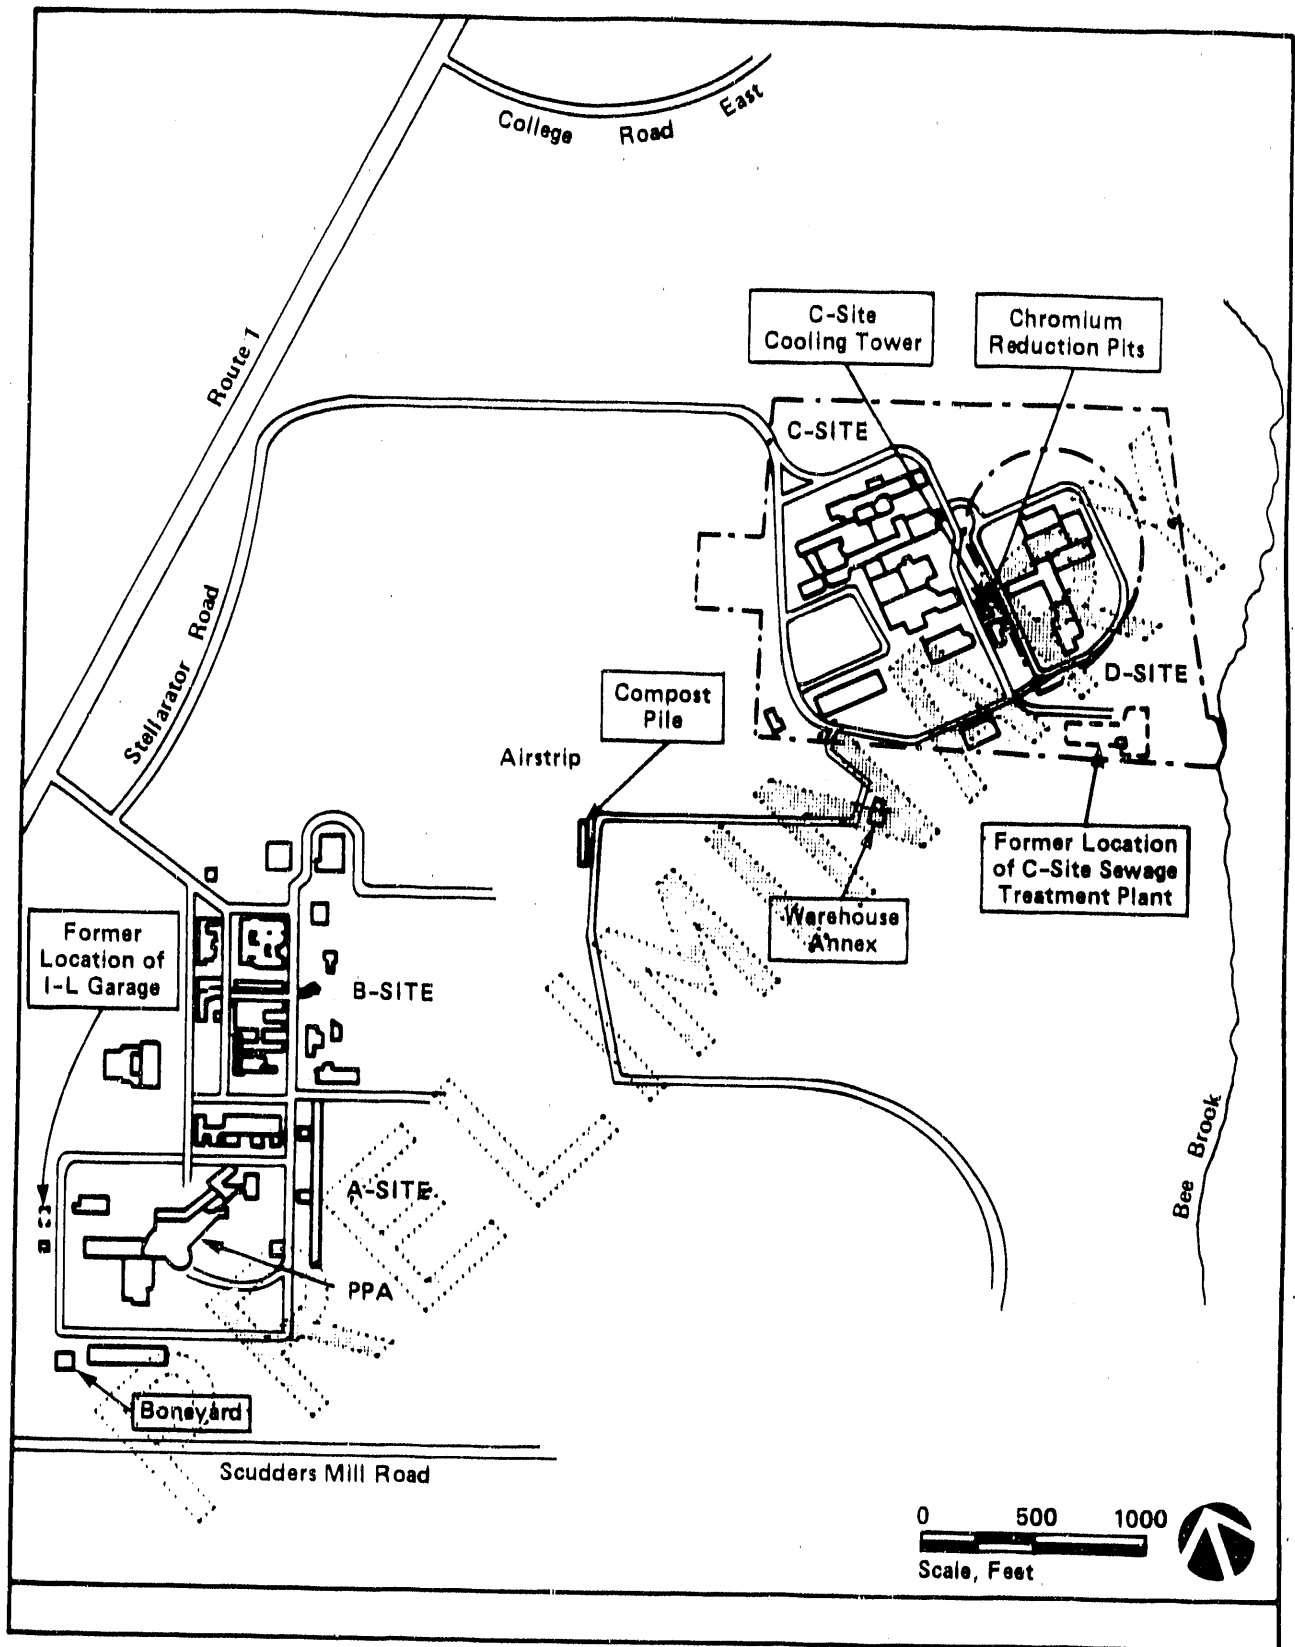 College Road East
Route 1
C-Site
Cooling Tower
Chromium
Reduction Pits
C-SITE
Stellarator Road
D-SITE
Compost
Pile
Airstrip
Former Location
of C-Site Sewage
Treatment Plant
Warehouse
Annex
Former
Location of
I-L Garage
B-SITE
Bee Brook
A-SITE
PPA
Boneyard
Scudders Mill Road
0 500 1000
Scale, Feet
PRELIMINARY